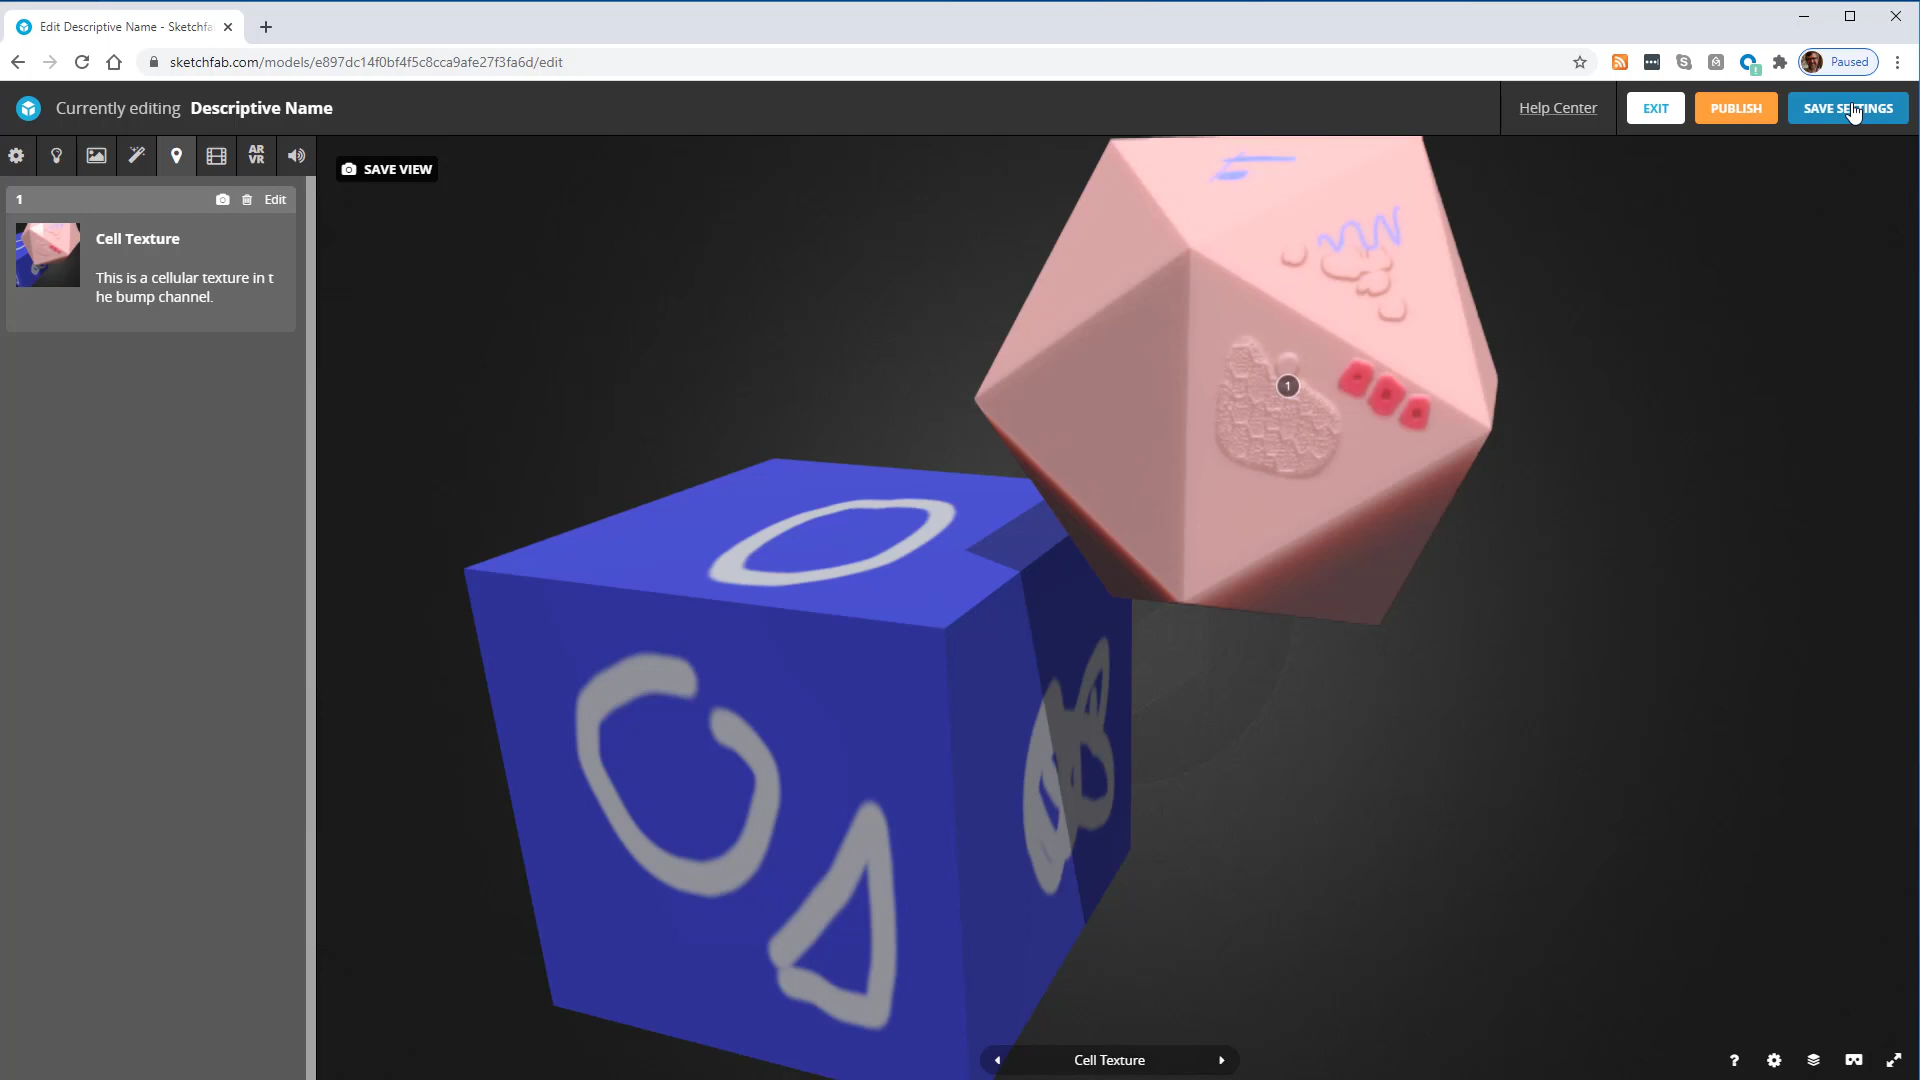 Edit Descriptive Name - Sketchfa
sketchfab.com/models/e897dc14f0bf4f5c8cca9afe27f3fa6d/edit
Paused
Currently editing Descriptive Name
Help Center
EXIT
PUBLISH
SAVE SETTINGS
AR
VR
SAVE VIEW
1
Edit
Cell Texture
This is a cellular texture in t
he bump channel.
1
Cell Texture
?